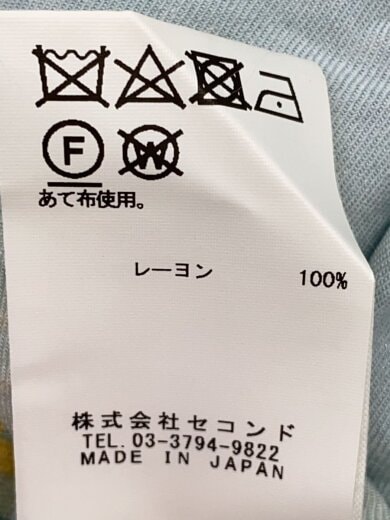 F W
あて布使用。
レーヨン 100%
株式会社セコンド
TEL. 03-3794-9822
MADE IN JAPAN